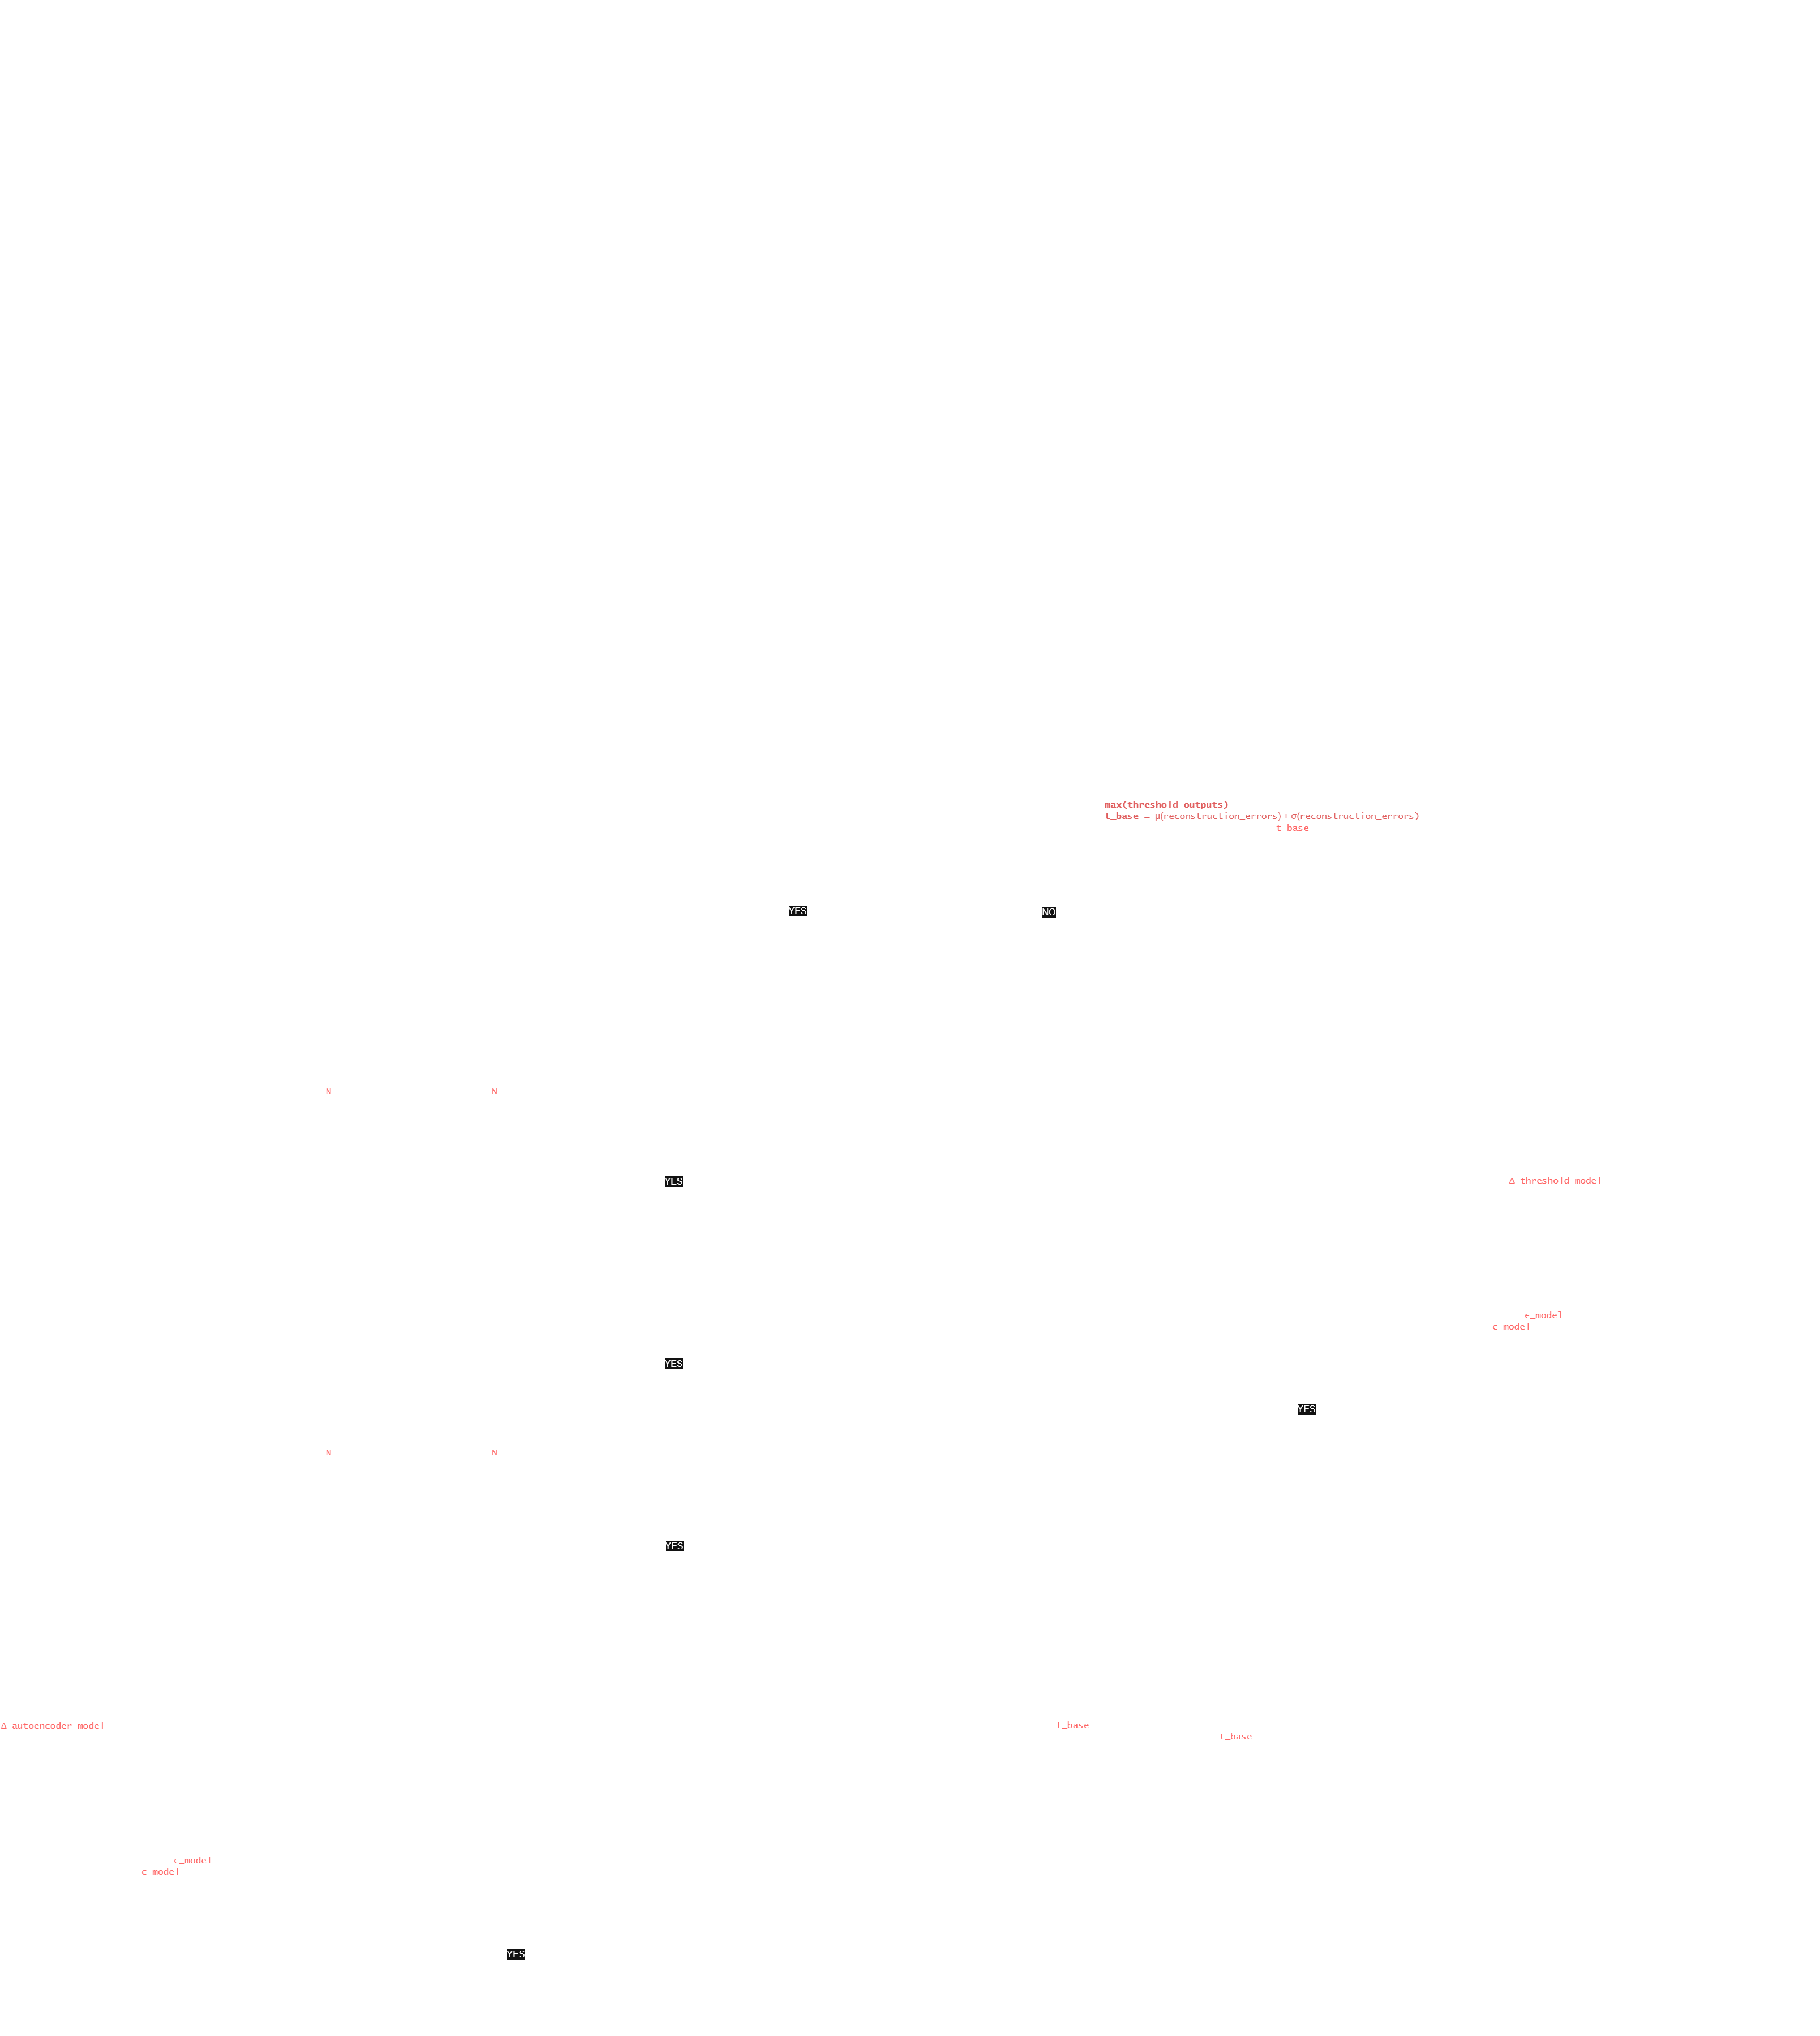 max(threshold_outputs)
t_base = μ(reconstruction_errors) + σ(reconstruction_errors)
t_base
YES
NO
N
N
YES
Δ_threshold_model
ϵ_model
ϵ_model
YES
YES
N
N
YES
Δ_autoencoder_model
t_base
t_base
ϵ_model
ϵ_model
YES